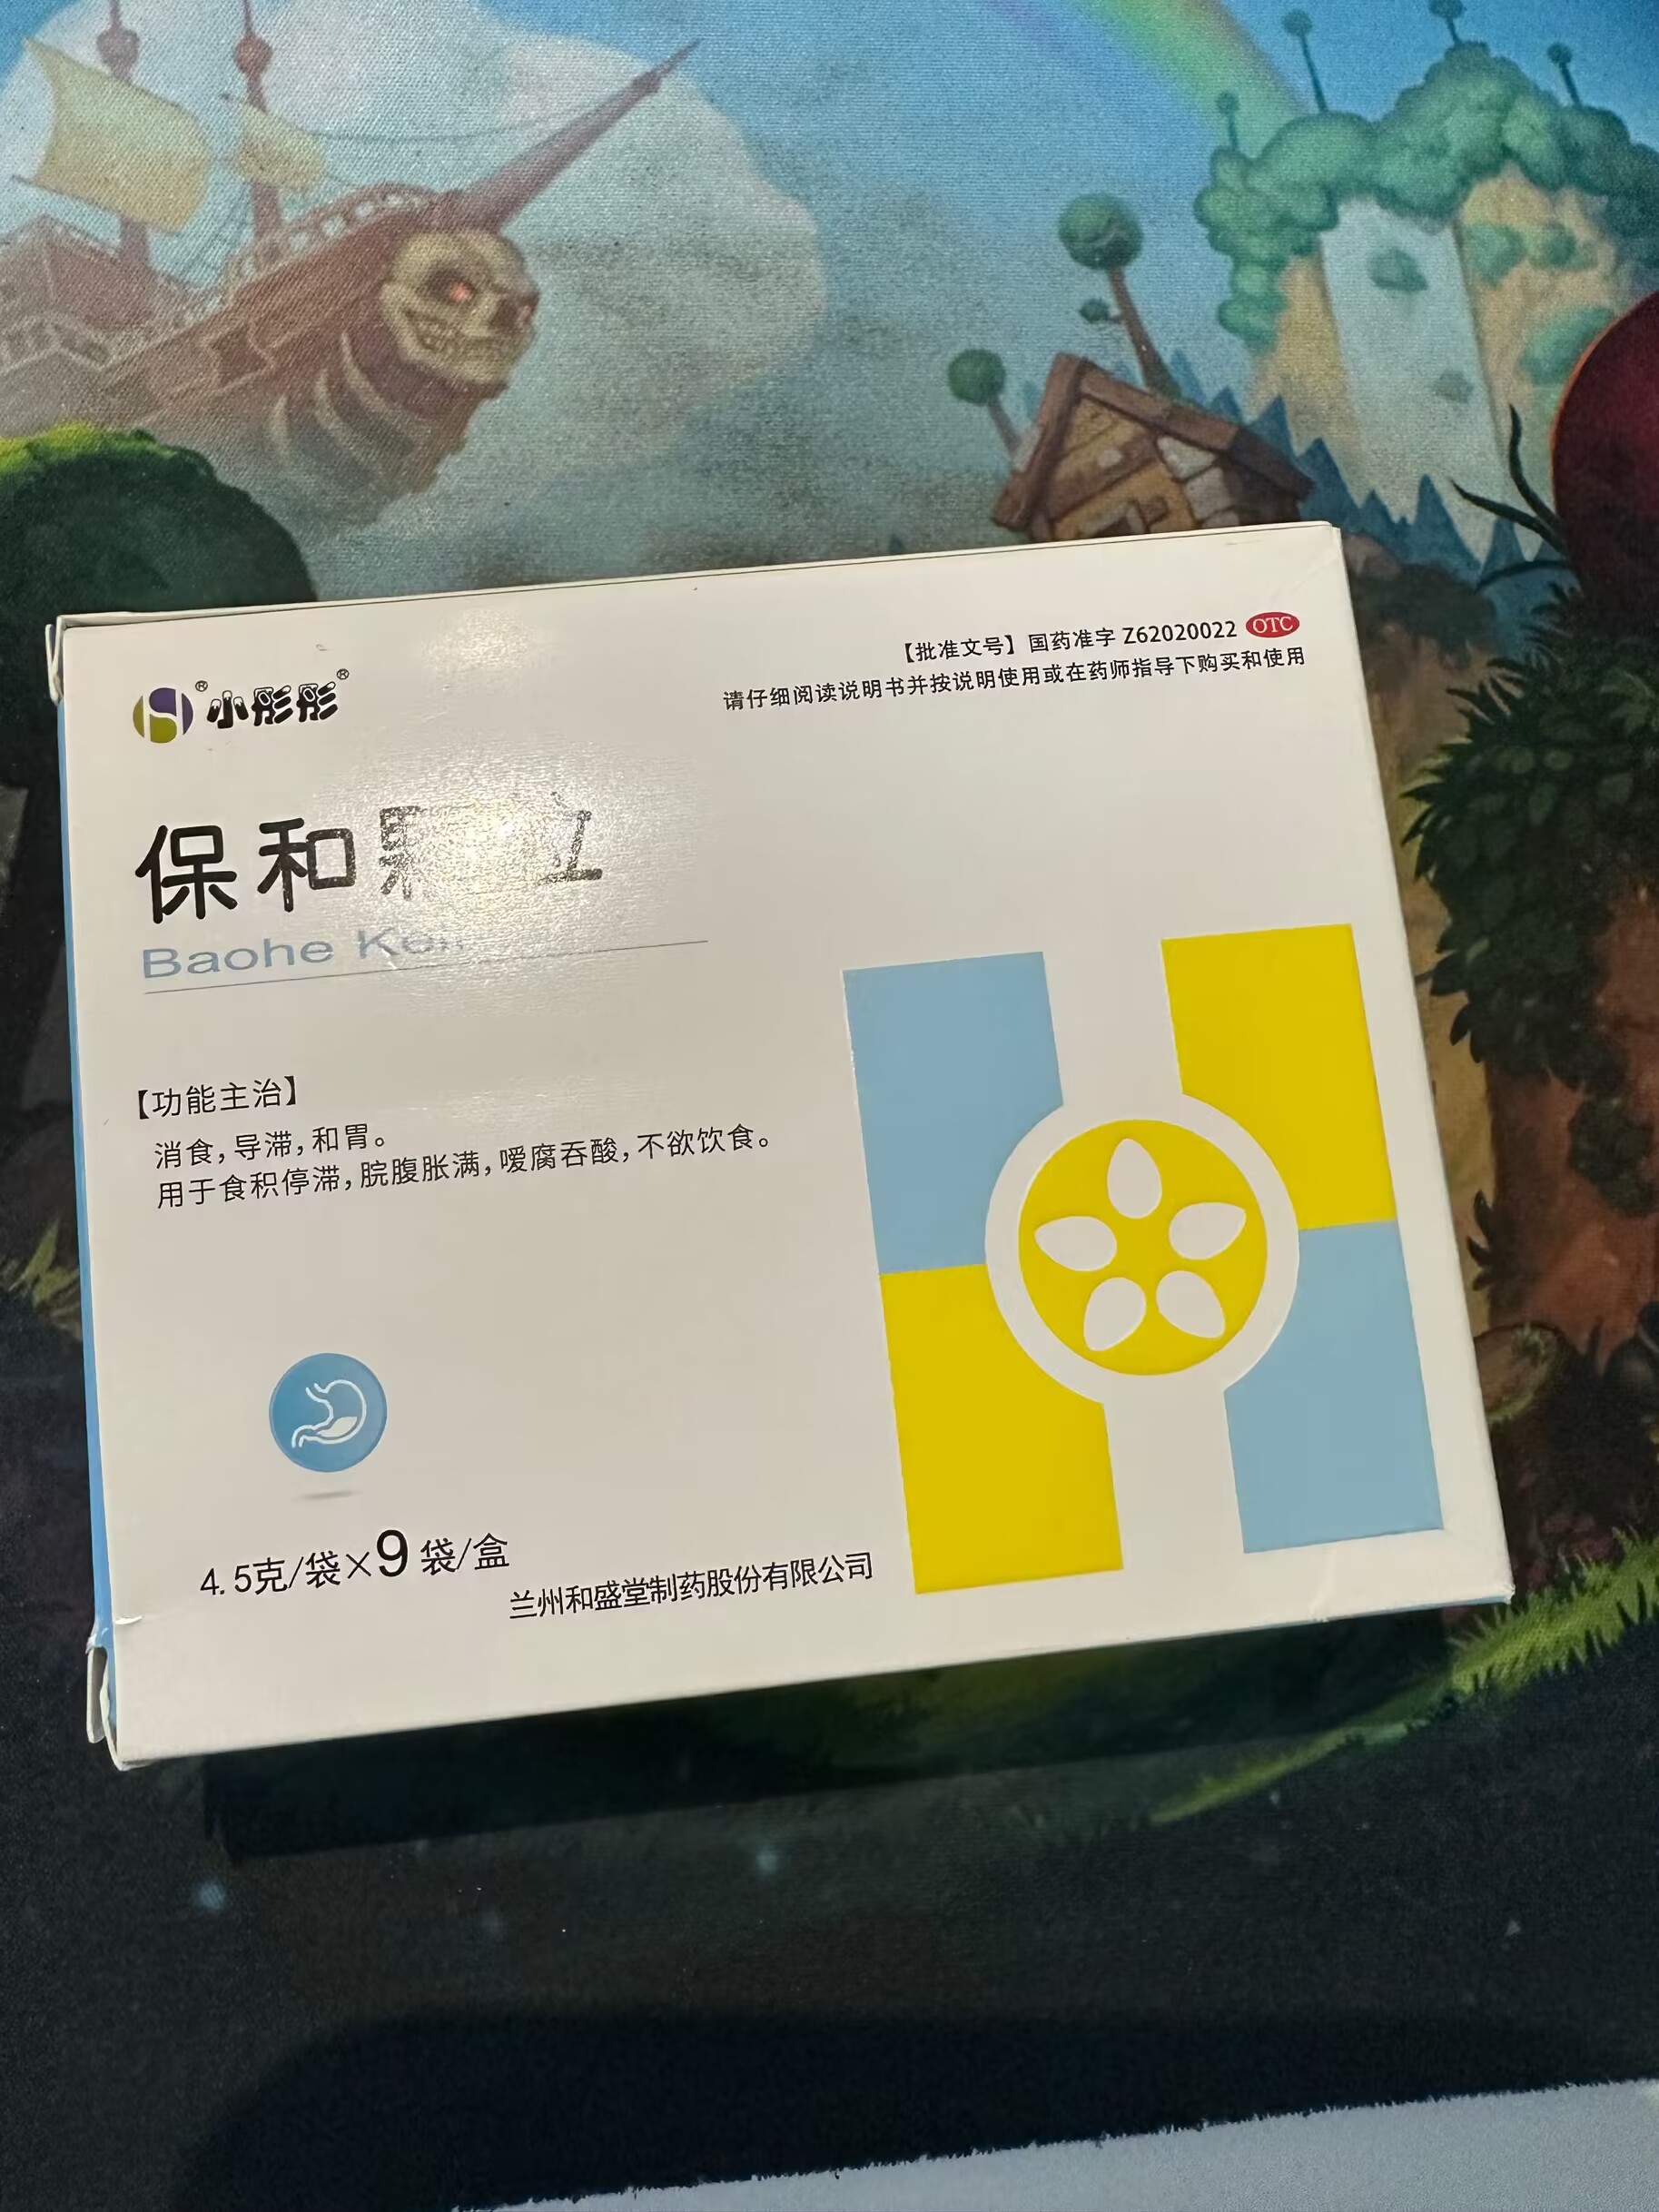 【批准文号】国药准字 Z62020022 OTC
请仔细阅读说明书并按说明使用或在药师指导下购买和使用
®小彤彤®
保和颗粒
Baohe Keli
【功能主治】
消食,导滞,和胃。
用于食积停滞,脘腹胀满,嗳腐吞酸,不欲饮食。
4.5克/袋×9袋/盒
兰州和盛堂制药股份有限公司